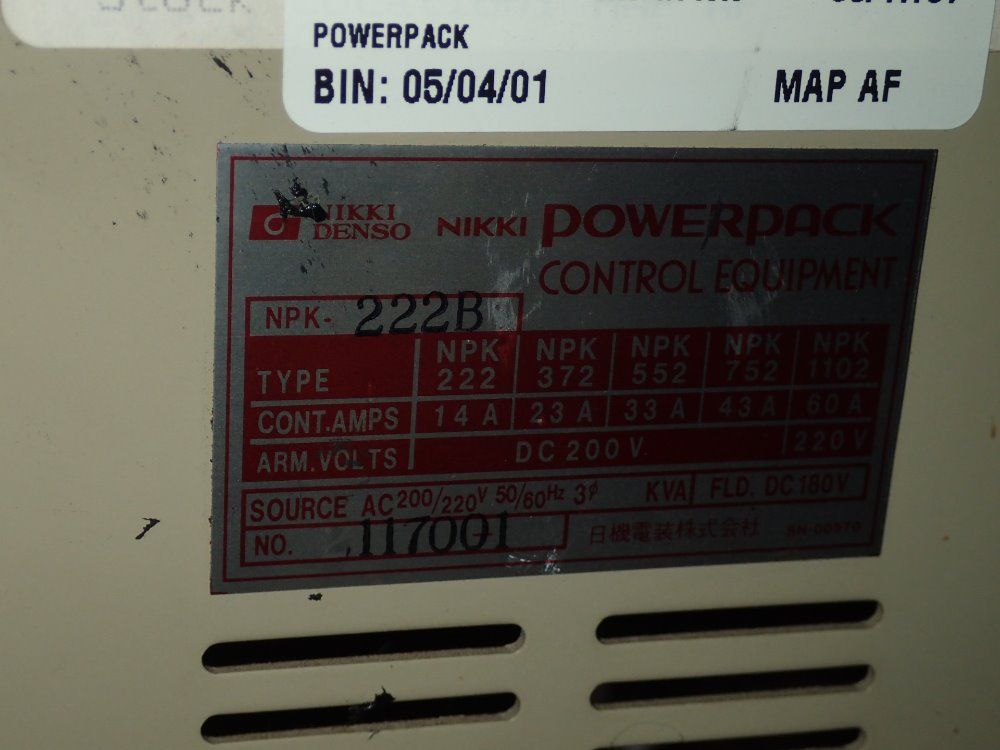 POWERPACK
BIN: 05/04/01 MAP AF
NIKKI DENSO NIKKI POWERPACK
CONTROL EQUIPMENT
NPK- 222B
TYPE NPK 222 NPK 372 NPK 552 NPK 752 NPK 1102
CONT.AMPS 14 A 23 A 33 A 43 A 60 A
ARM.VOLTS DC 200 V. 220 V
SOURCE AC 200/220V 50/60Hz 3φ KVA FLD. DC 180V
NO. 117001 日機電装株式会社